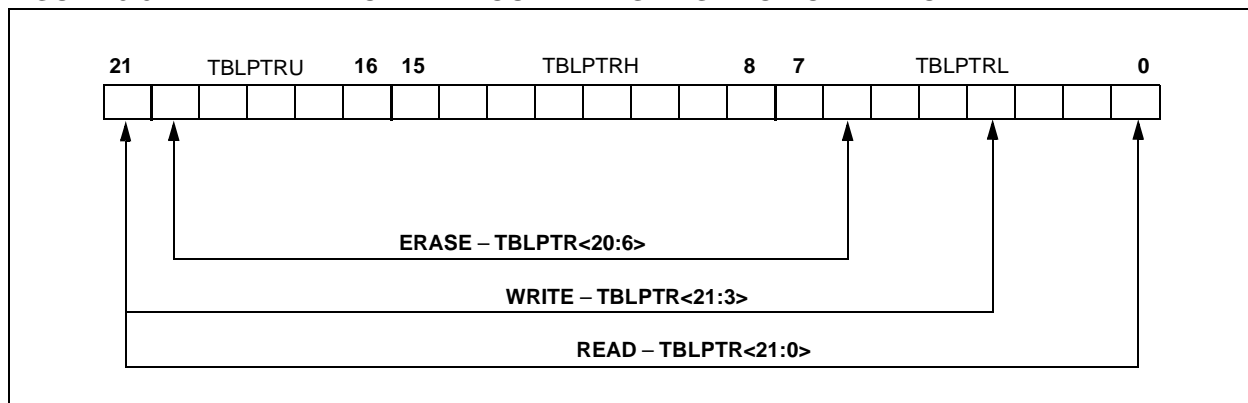 21 TBLPTRU 16 15 TBLPTRH 8 7 TBLPTRL 0
ERASE – TBLPTR<20:6>
WRITE – TBLPTR<21:3>
READ – TBLPTR<21:0>